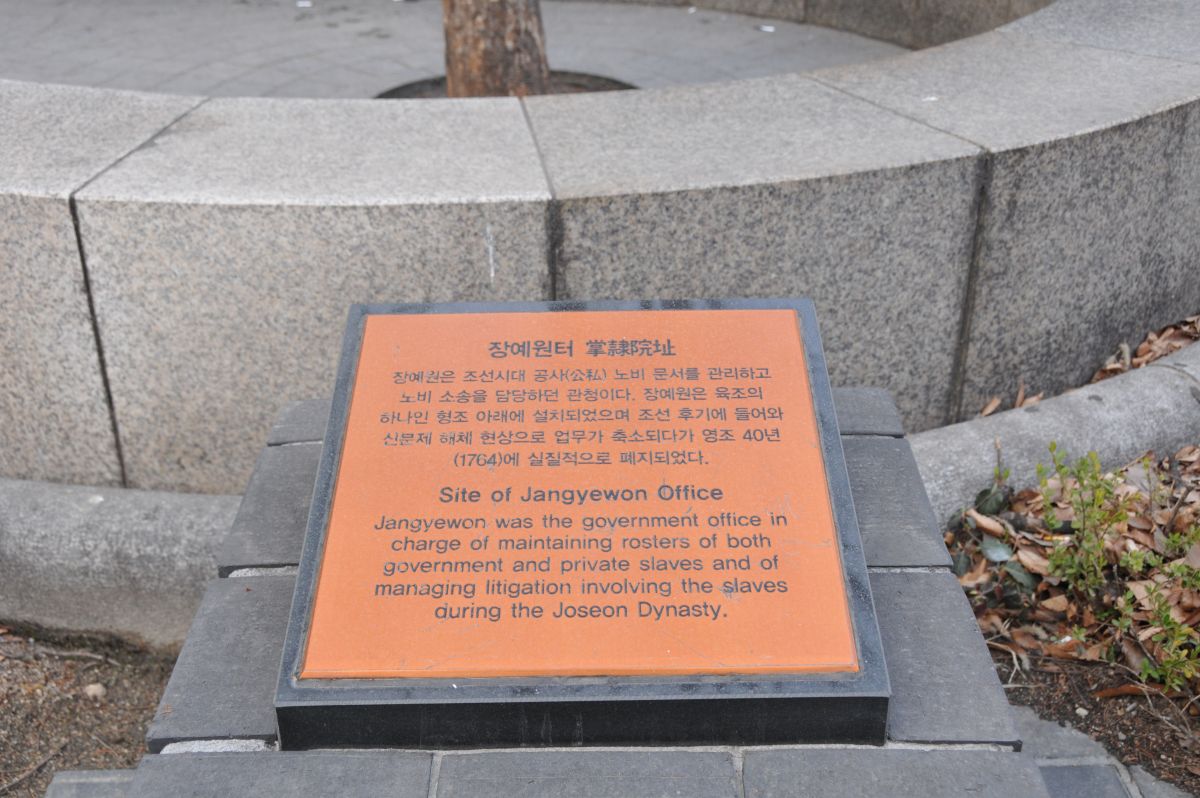 장예원터 掌隷院址
장예원은 조선시대 공사(公私) 노비 문서를 관리하고
노비 소송을 담당하던 관청이다. 장예원은 육조의
하나인 형조 아래에 설치되었으며 조선 후기에 들어와
신문제 해체 현상으로 업무가 축소되다가 영조 40년
(1764)에 실질적으로 폐지되었다.
Site of Jangyewon Office
Jangyewon was the government office in
charge of maintaining rosters of both
government and private slaves and of
managing litigation involving the slaves
during the Joseon Dynasty.